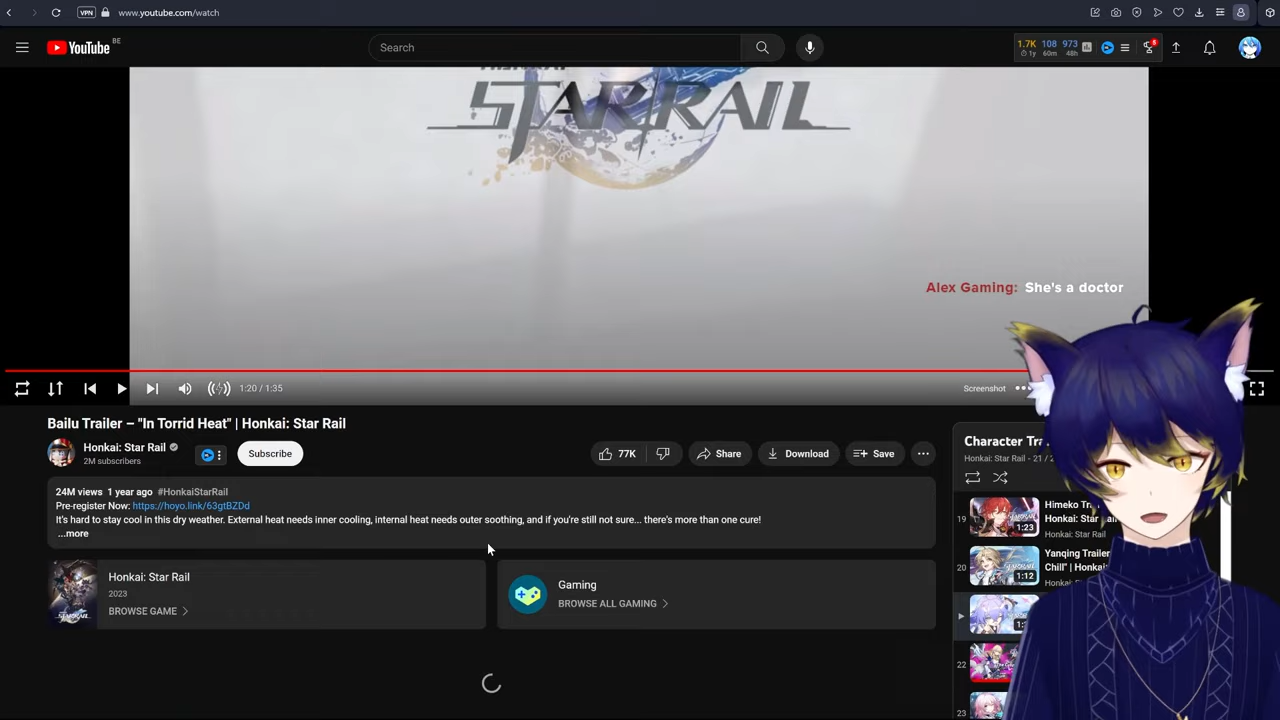 VPN
www.youtube.com/watch
YouTube BE
Search
1.7K 108 973
1y 60m 48h
STAR RAIL
Alex Gaming: She's a doctor
1:20 / 1:35
Screenshot
Bailu Trailer – "In Torrid Heat" | Honkai: Star Rail
Honkai: Star Rail
2M subscribers
Subscribe
77K
Share
Download
Save
24M views 1 year ago #HonkaiStarRail
Pre-register Now: https://hoyo.link/63gtBZDd
It's hard to stay cool in this dry weather. External heat needs inner cooling, internal heat needs outer soothing, and if you're still not sure... there's more than one cure!
...more
Honkai: Star Rail
2023
BROWSE GAME
Gaming
BROWSE ALL GAMING
Character Tra
Honkai: Star Rail - 21 / 2
19
1:23
Himeko Tra
Honkai: Star
Honkai: Star Rail
20
1:12
Yanqing Trailer
Chill" | Honkai
22
23